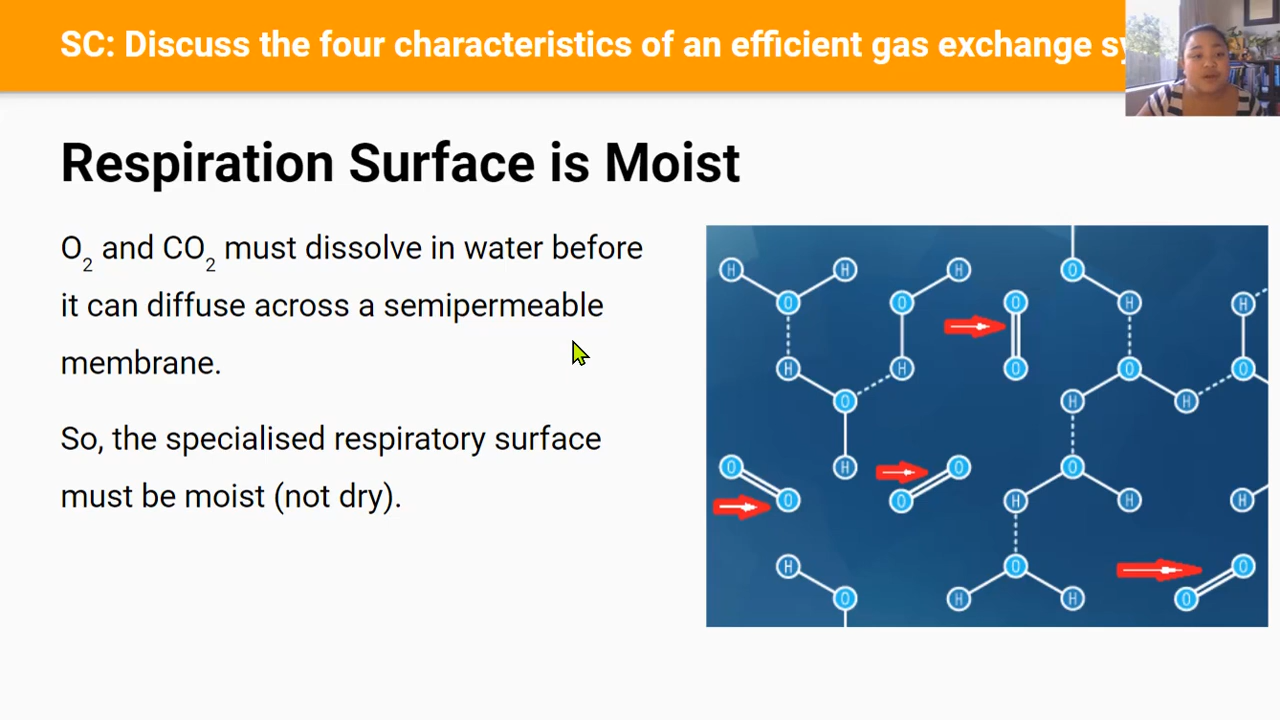 SC: Discuss the four characteristics of an efficient gas exchange sy
Respiration Surface is Moist
O2 and CO2 must dissolve in water before
it can diffuse across a semipermeable
membrane.
So, the specialised respiratory surface
must be moist (not dry).
H H H O
O O O H H
H H O O O
O H H
O H O O
O O H H H
H O O
O H H O